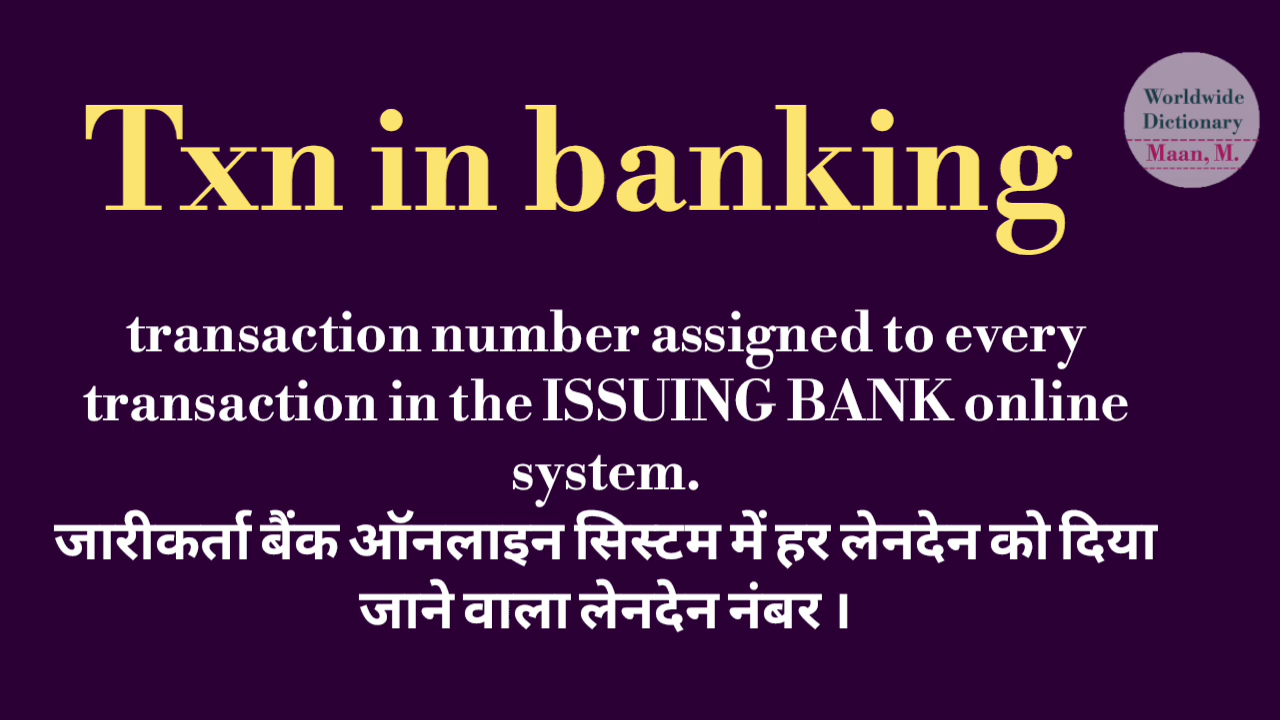 Txn in banking
Worldwide
Dictionary
Maan, M.
transaction number assigned to every
transaction in the ISSUING BANK online
system.
जारीकर्ता बैंक ऑनलाइन सिस्टम में हर लेनदेन को दिया
जाने वाला लेनदेन नंबर ।